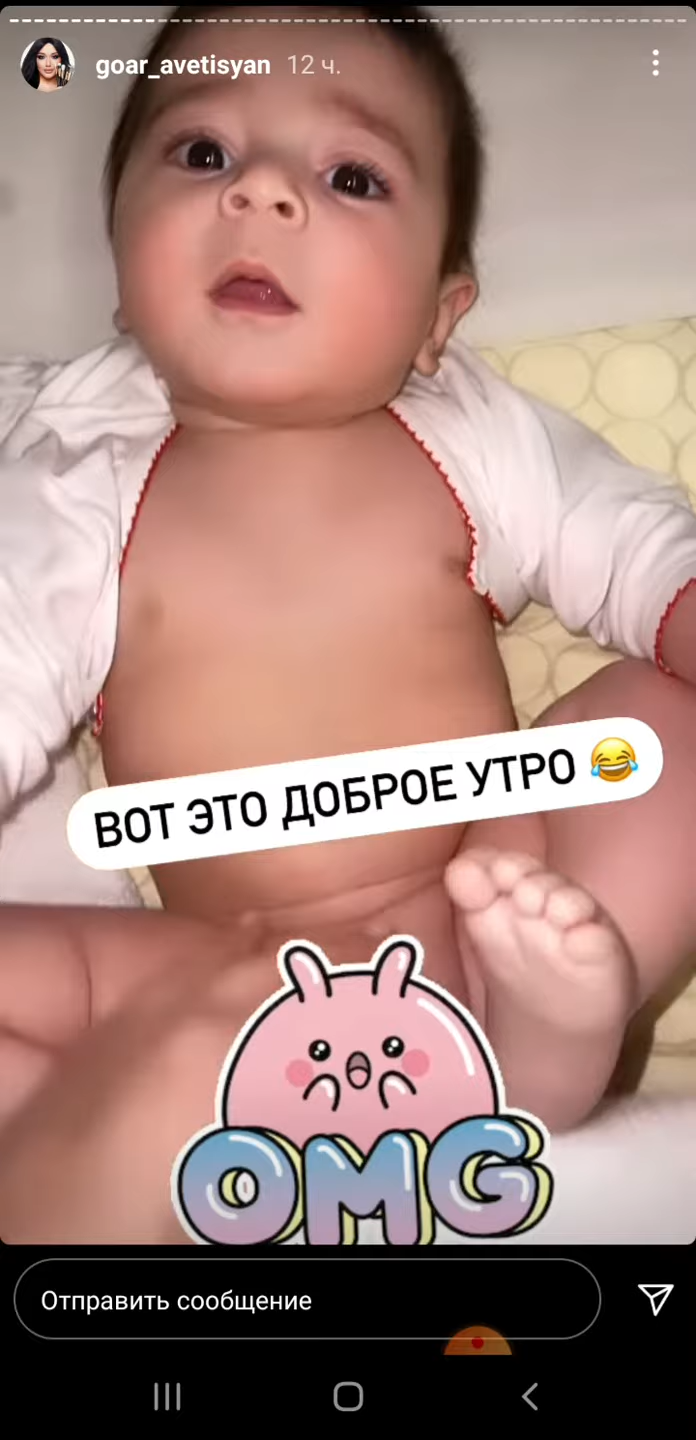 goar_avetisyan 12 ч.
ВОТ ЭТО ДОБРОЕ УТРО 😂
OMG
Отправить сообщение